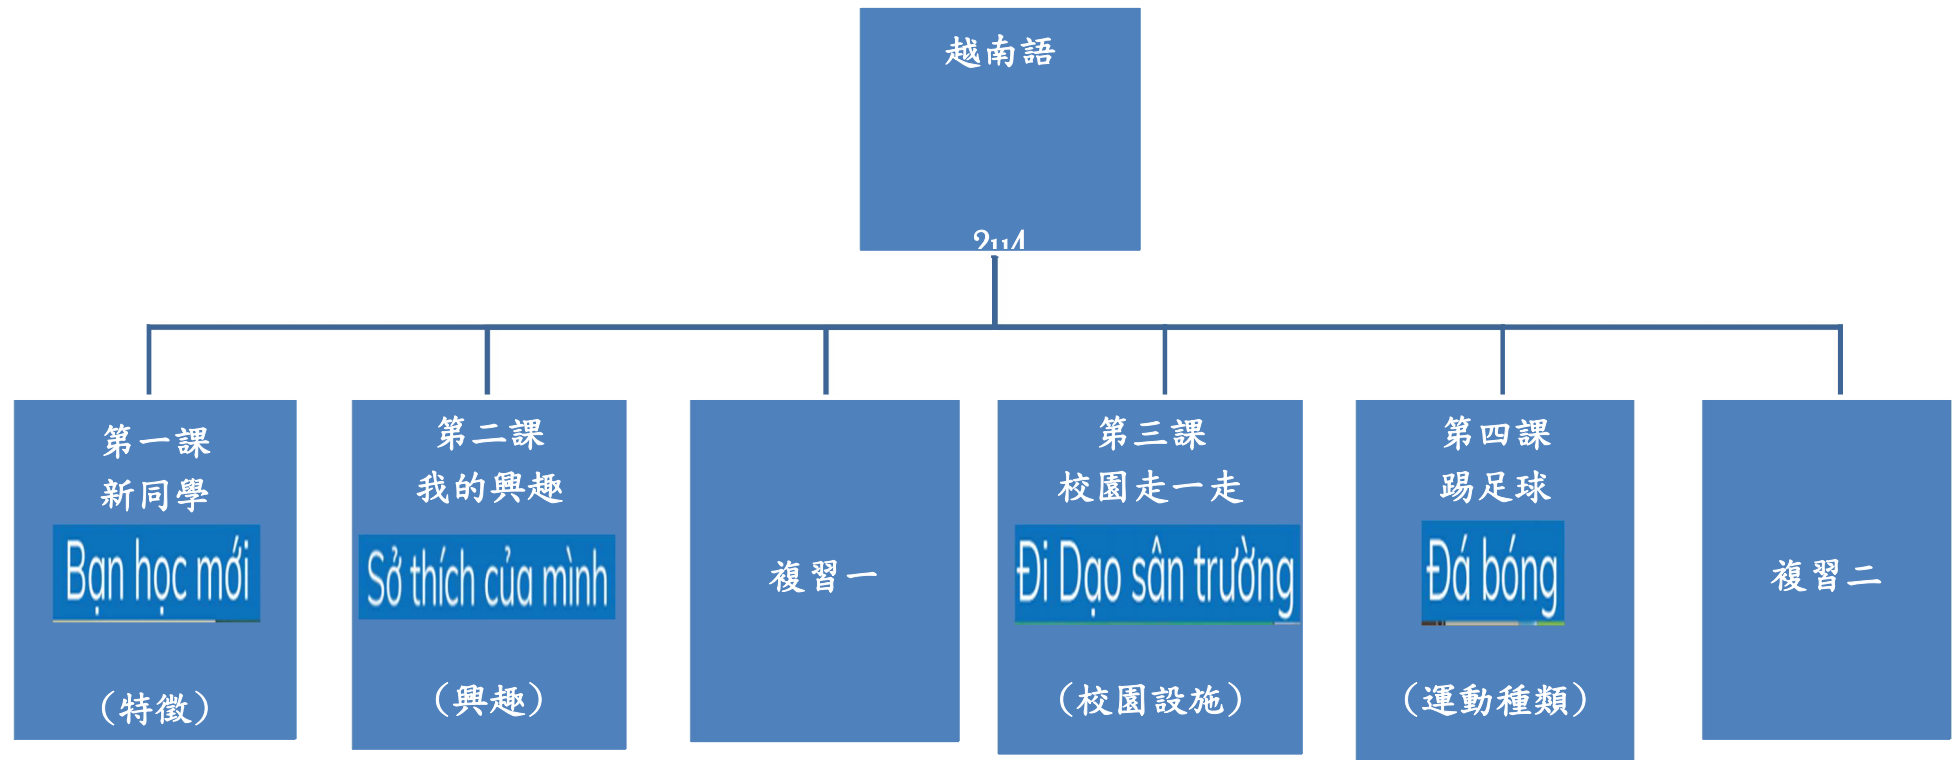 越南語
第一課
新同學
Bạn học mới
(特徵)
第二課
我的興趣
Sở thích của mình
(興趣)
複習一
第三課
校園走一走
Đi Dạo sân trường
(校園設施)
第四課
踢足球
Đá bóng
(運動種類)
複習二